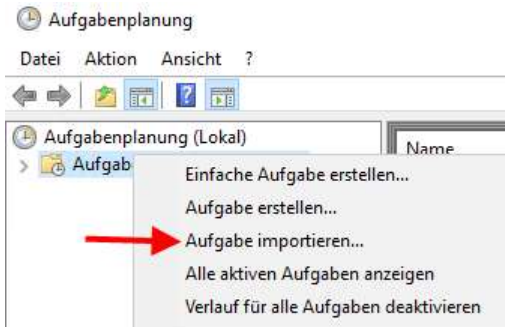 Aufgabenplanung
Datei Aktion Ansicht ?
Aufgabenplanung (Lokal)
Name
Aufgab
Einfache Aufgabe erstellen...
Aufgabe erstellen...
Aufgabe importieren...
Alle aktiven Aufgaben anzeigen
Verlauf für alle Aufgaben deaktivieren